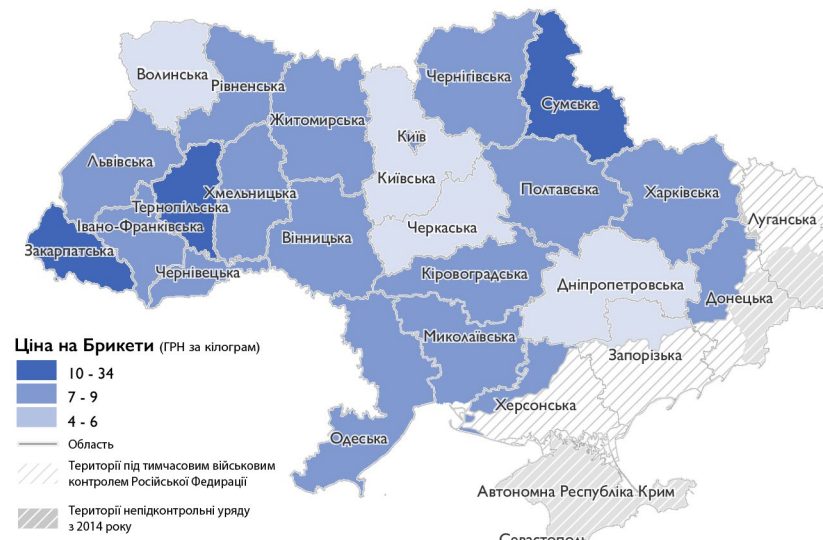 Волинська
Рівненська
Житомирська
Чернігівська
Сумська
Київ
Київська
Львівська
Тернопільська
Хмельницька
Івано-Франківська
Закарпатська
Чернівецька
Вінницька
Черкаська
Полтавська
Харківська
Луганська
Кіровоградська
Дніпропетровська
Донецька
Миколаївська
Запорізька
Херсонська
Одеська
Автономна Республіка Крим
Севастополь
Ціна на Брикети (ГРН за кілограм)
10 - 34
7 - 9
4 - 6
Область
Території під тимчасовим військовим
контролем Російської Федирації
Території непідконтрольні уряду
з 2014 року